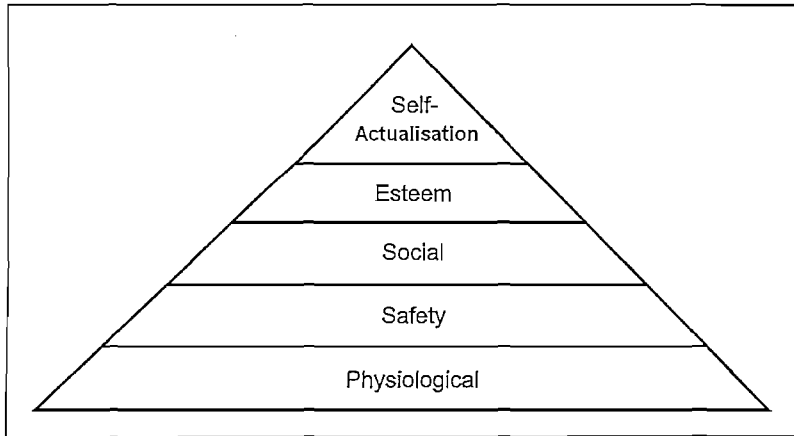 Self-
Actualisation
Esteem
Social
Safety
Physiological